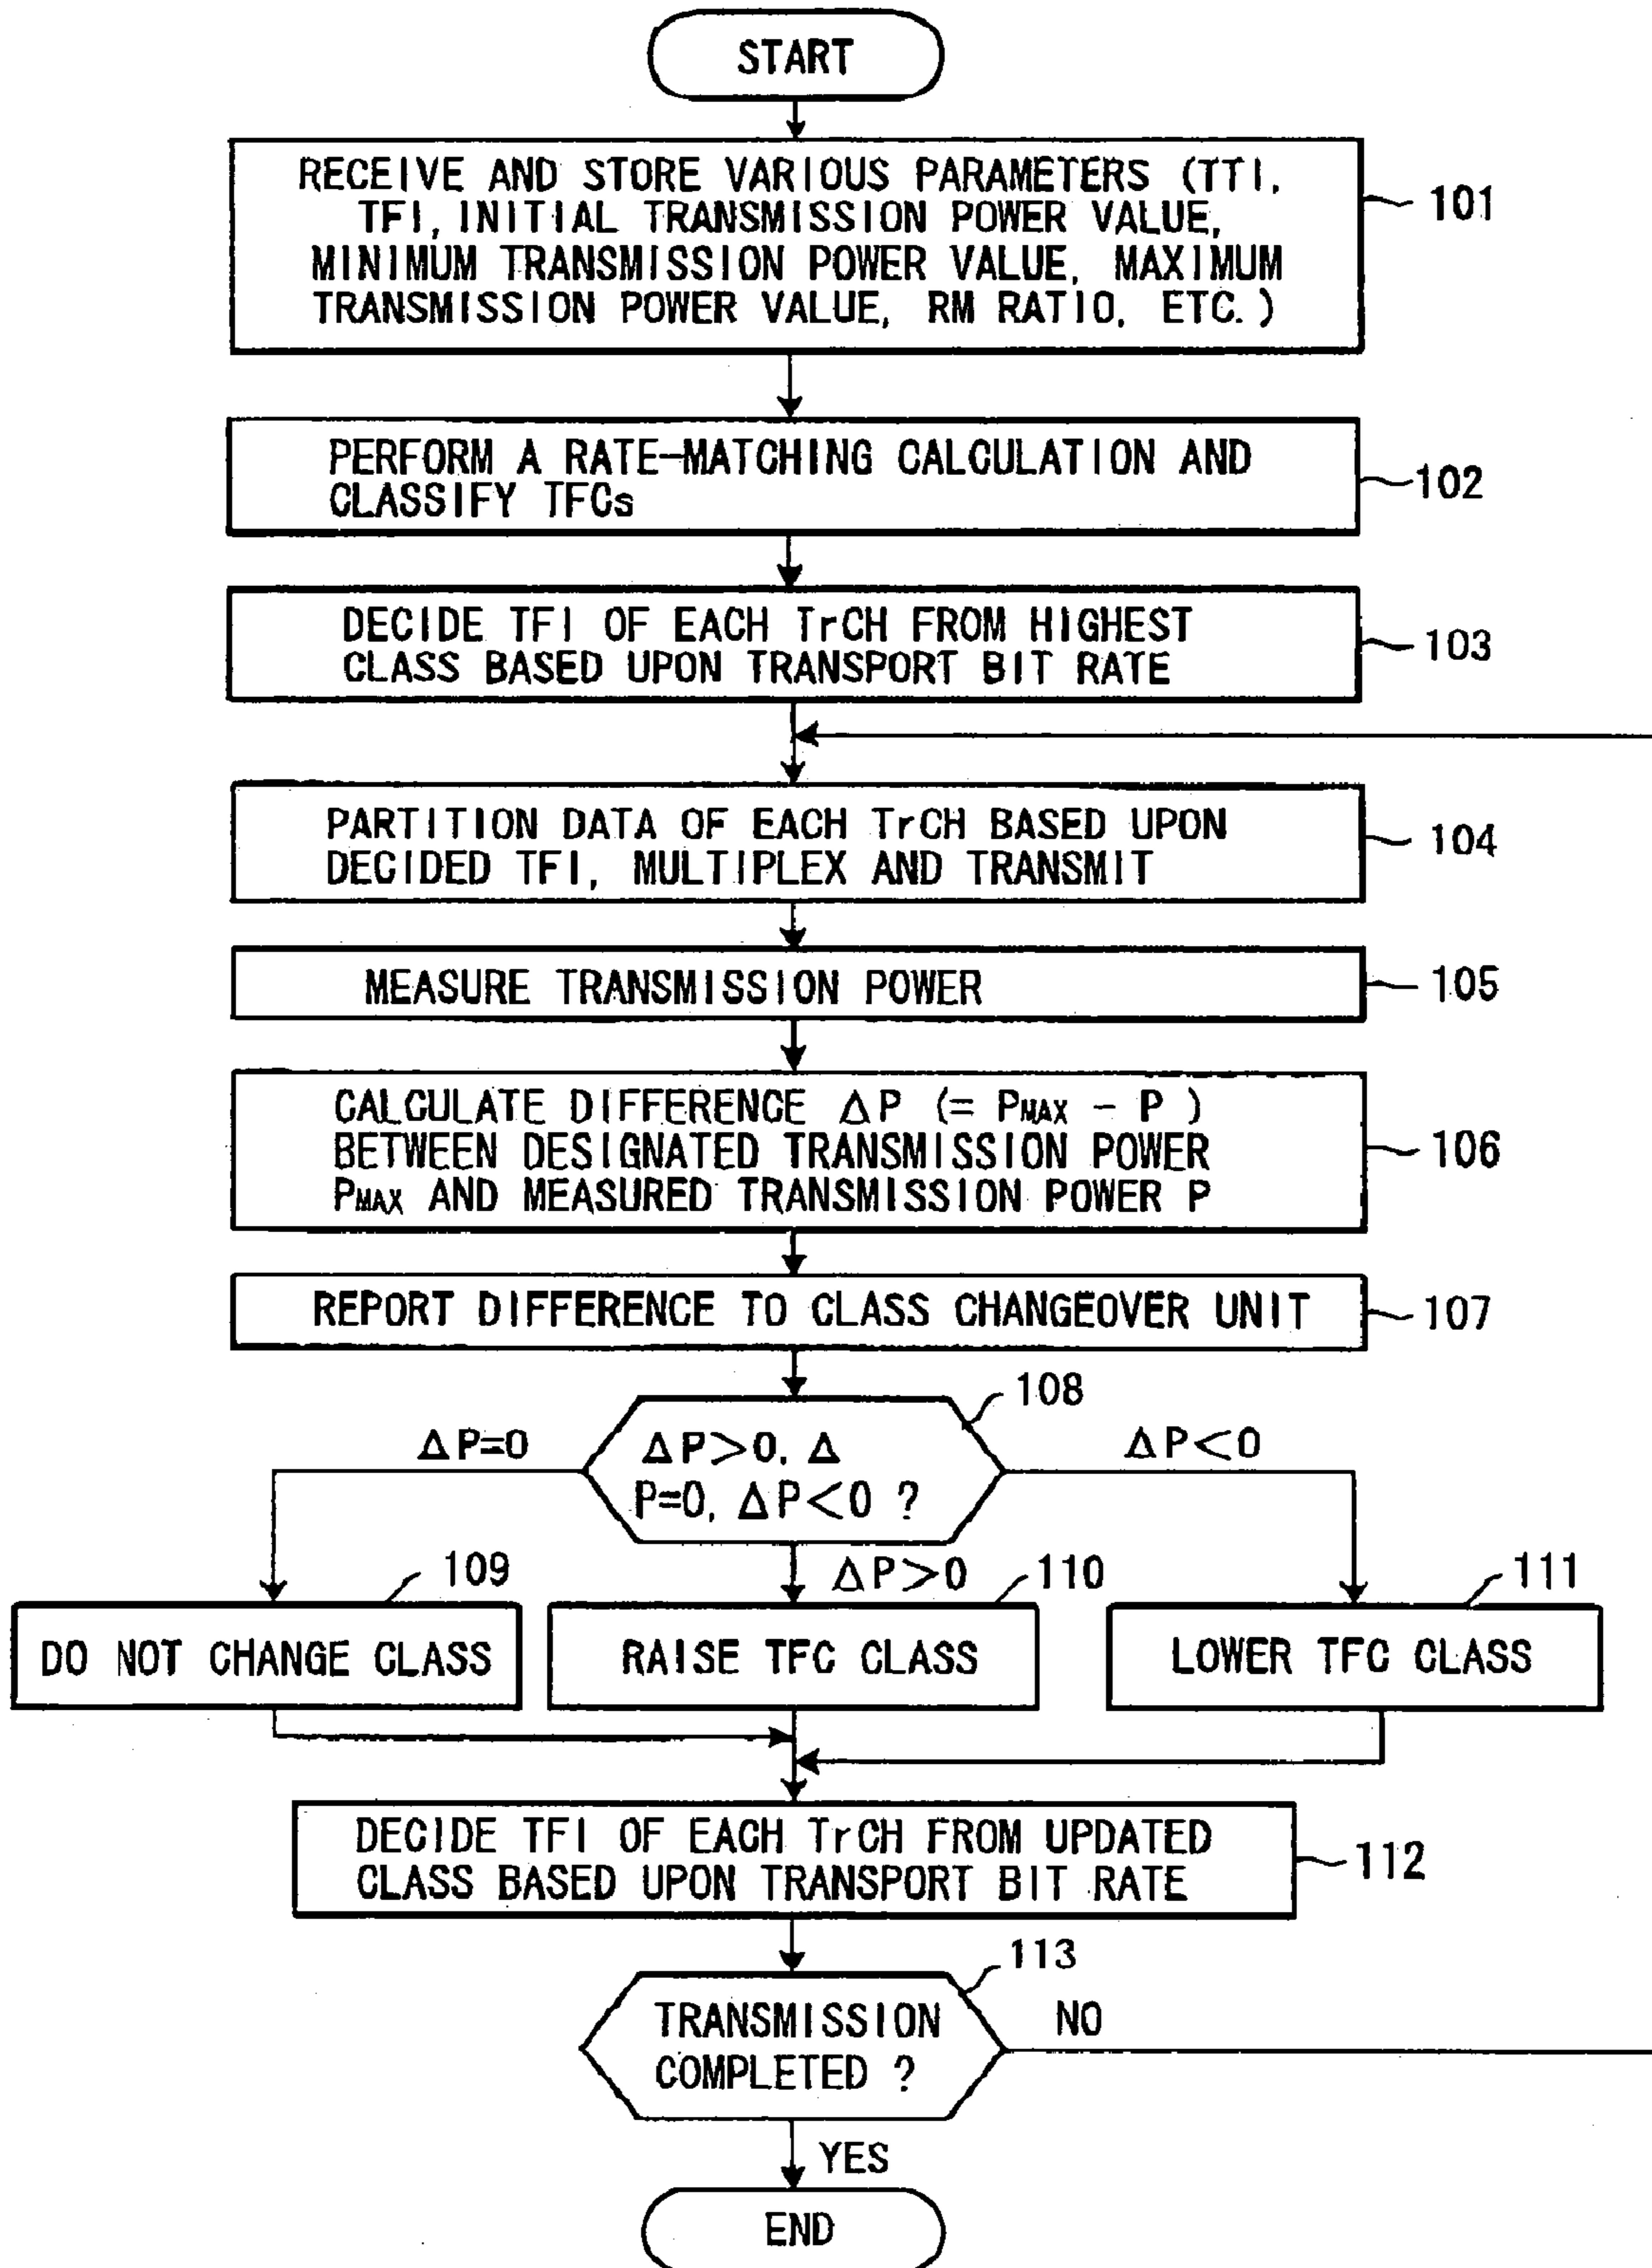 START
RECEIVE AND STORE VARIOUS PARAMETERS (TTI,
TFI, INITIAL TRANSMISSION POWER VALUE,
MINIMUM TRANSMISSION POWER VALUE, MAXIMUM
TRANSMISSION POWER VALUE, RM RATIO, ETC.)
101
PERFORM A RATE-MATCHING CALCULATION AND
CLASSIFY TFCs
102
DECIDE TFI OF EACH TrCH FROM HIGHEST
CLASS BASED UPON TRANSPORT BIT RATE
103
PARTITION DATA OF EACH TrCH BASED UPON
DECIDED TFI, MULTIPLEX AND TRANSMIT
104
MEASURE TRANSMISSION POWER
105
CALCULATE DIFFERENCE ΔP (= PMAX - P )
BETWEEN DESIGNATED TRANSMISSION POWER
PMAX AND MEASURED TRANSMISSION POWER P
106
REPORT DIFFERENCE TO CLASS CHANGEOVER UNIT
107
108
ΔP>0, Δ
P=0, ΔP<0 ?
ΔP=0
ΔP<0
ΔP>0
109
DO NOT CHANGE CLASS
110
RAISE TFC CLASS
111
LOWER TFC CLASS
DECIDE TFI OF EACH TrCH FROM UPDATED
CLASS BASED UPON TRANSPORT BIT RATE
112
113
TRANSMISSION
COMPLETED ?
NO
YES
END